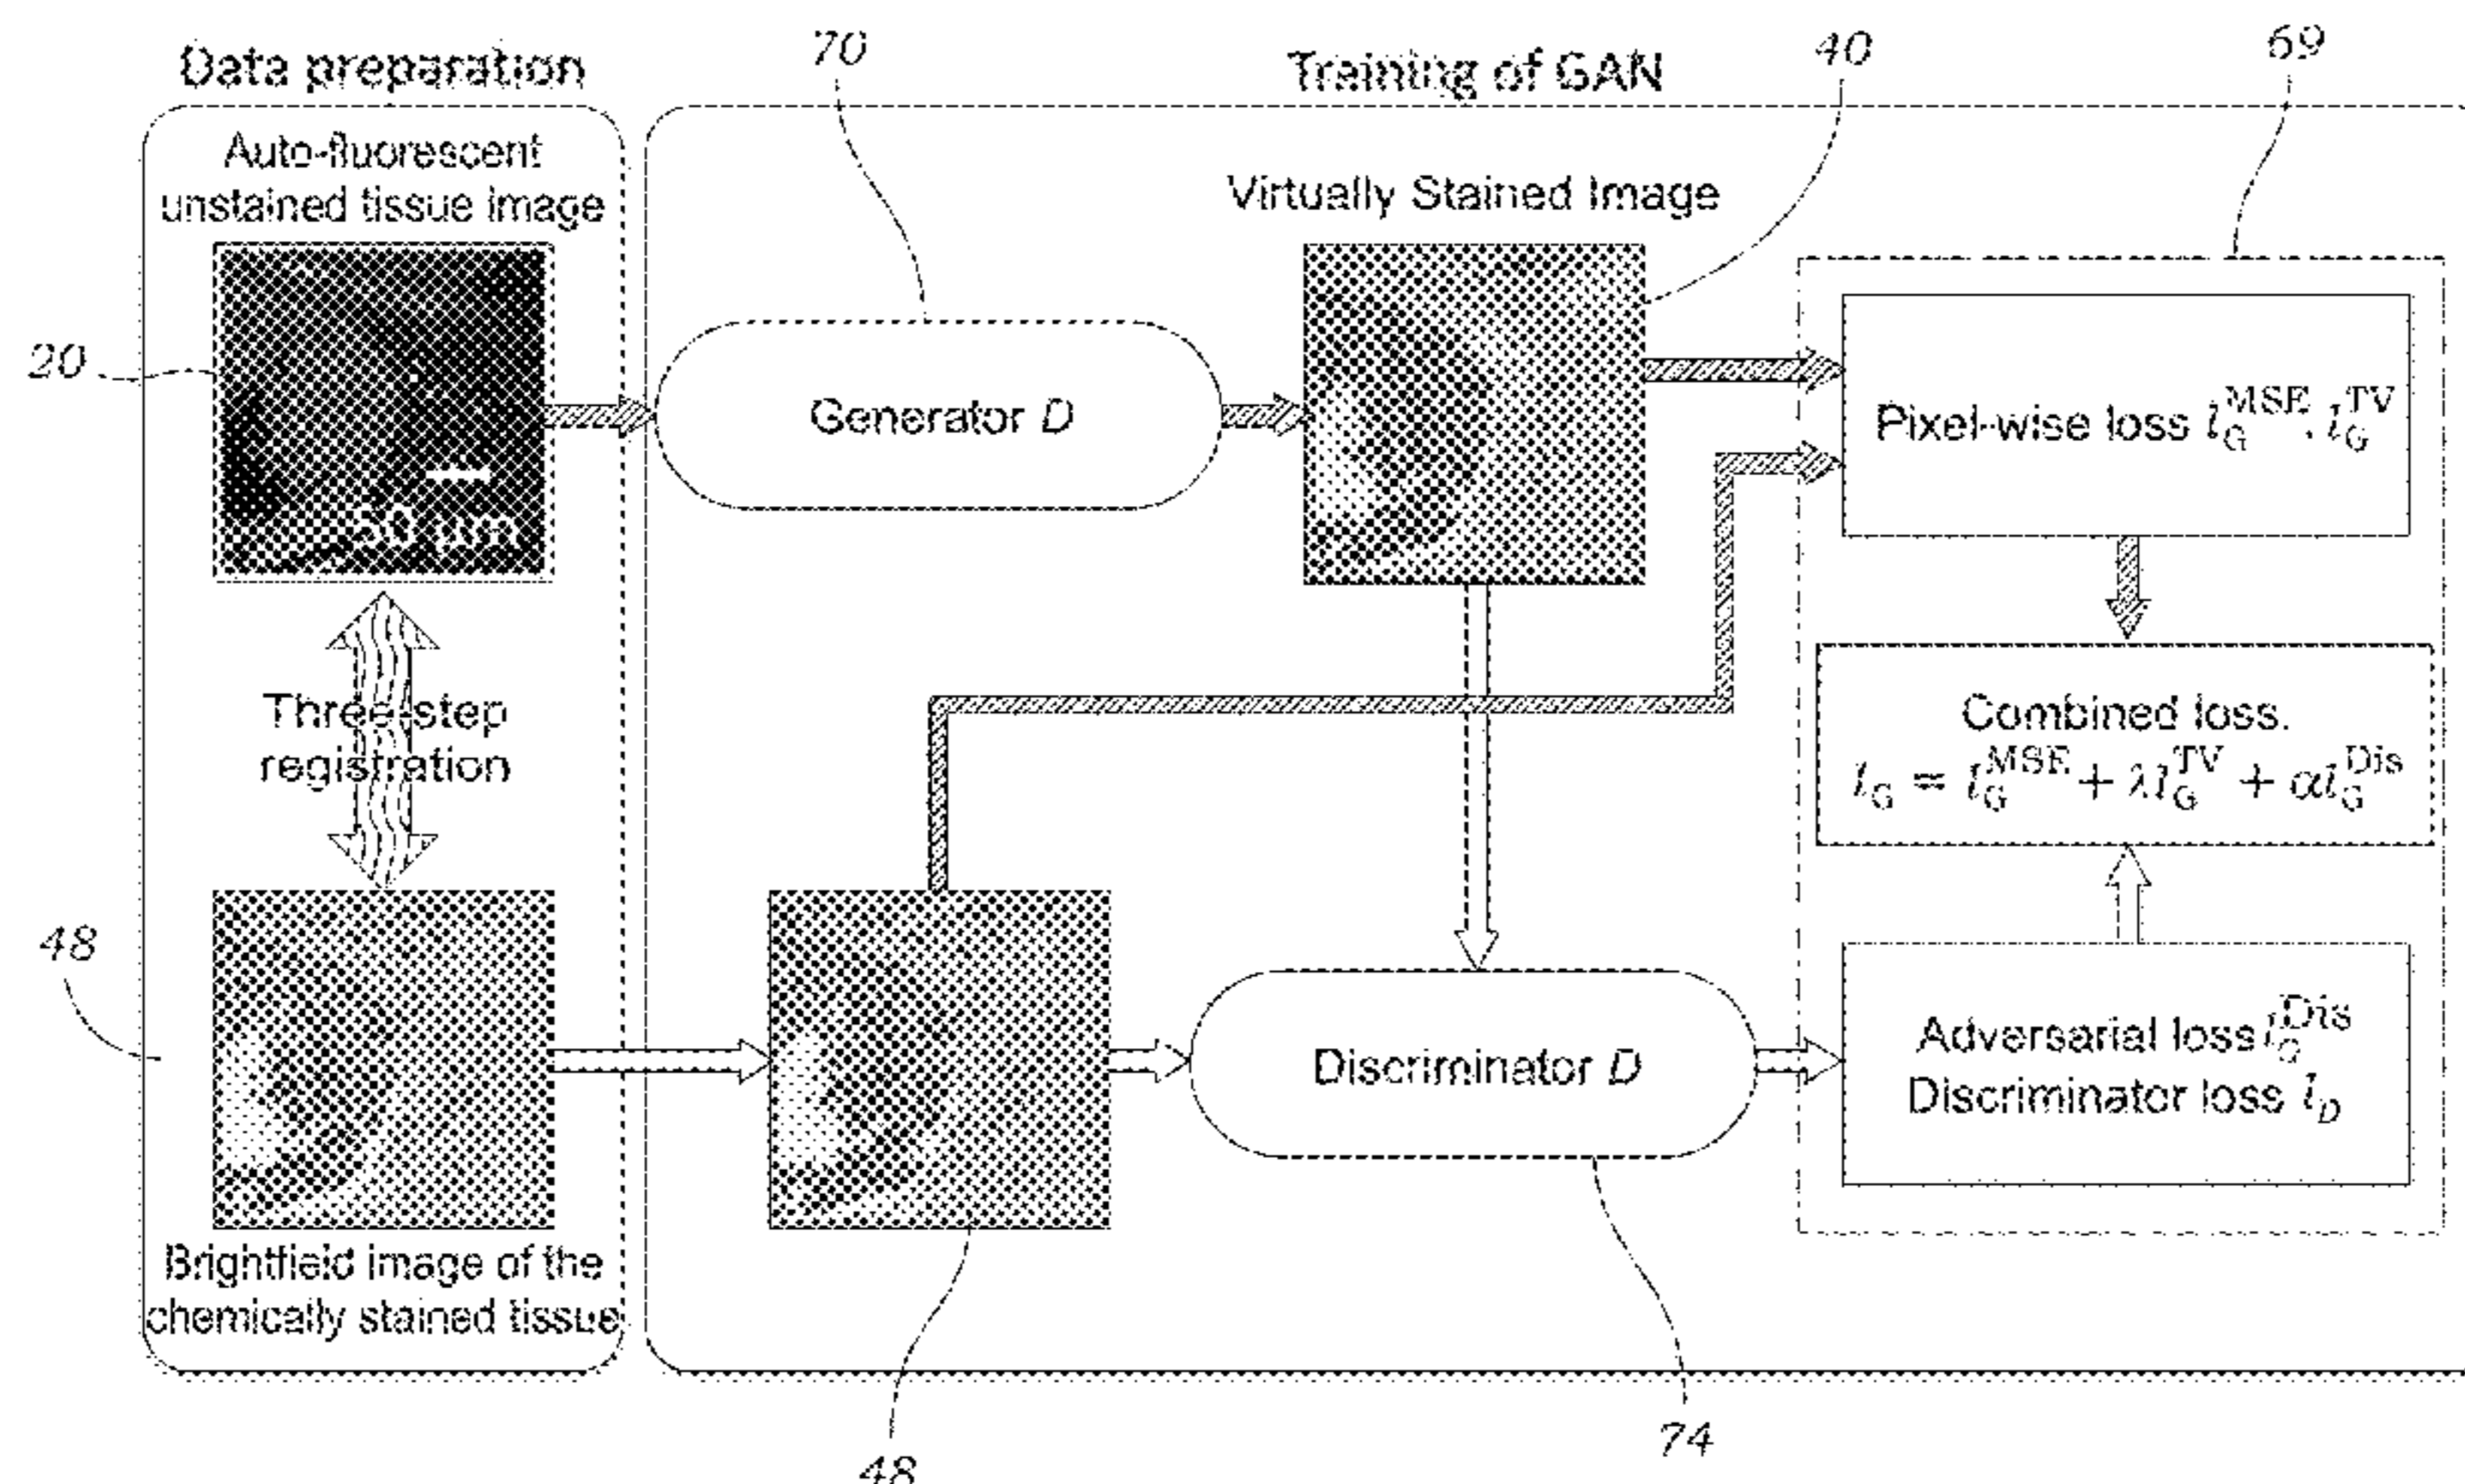 Data preparation
70
Training of GAN
40
69
Auto-fluorescent
unstained tissue image
Virtually Stained Image
20
50 μm
Generator D
Pixel-wise loss l_G^MSE, l_G^TV
Three-step
registration
Combined loss.
l_G = l_G^MSE + λl_G^TV + αl_G^Dis
48
Discriminator D
Adversarial loss l_G^Dis
Discriminator loss l_D
Brightfield image of the
chemically stained tissue
48
74